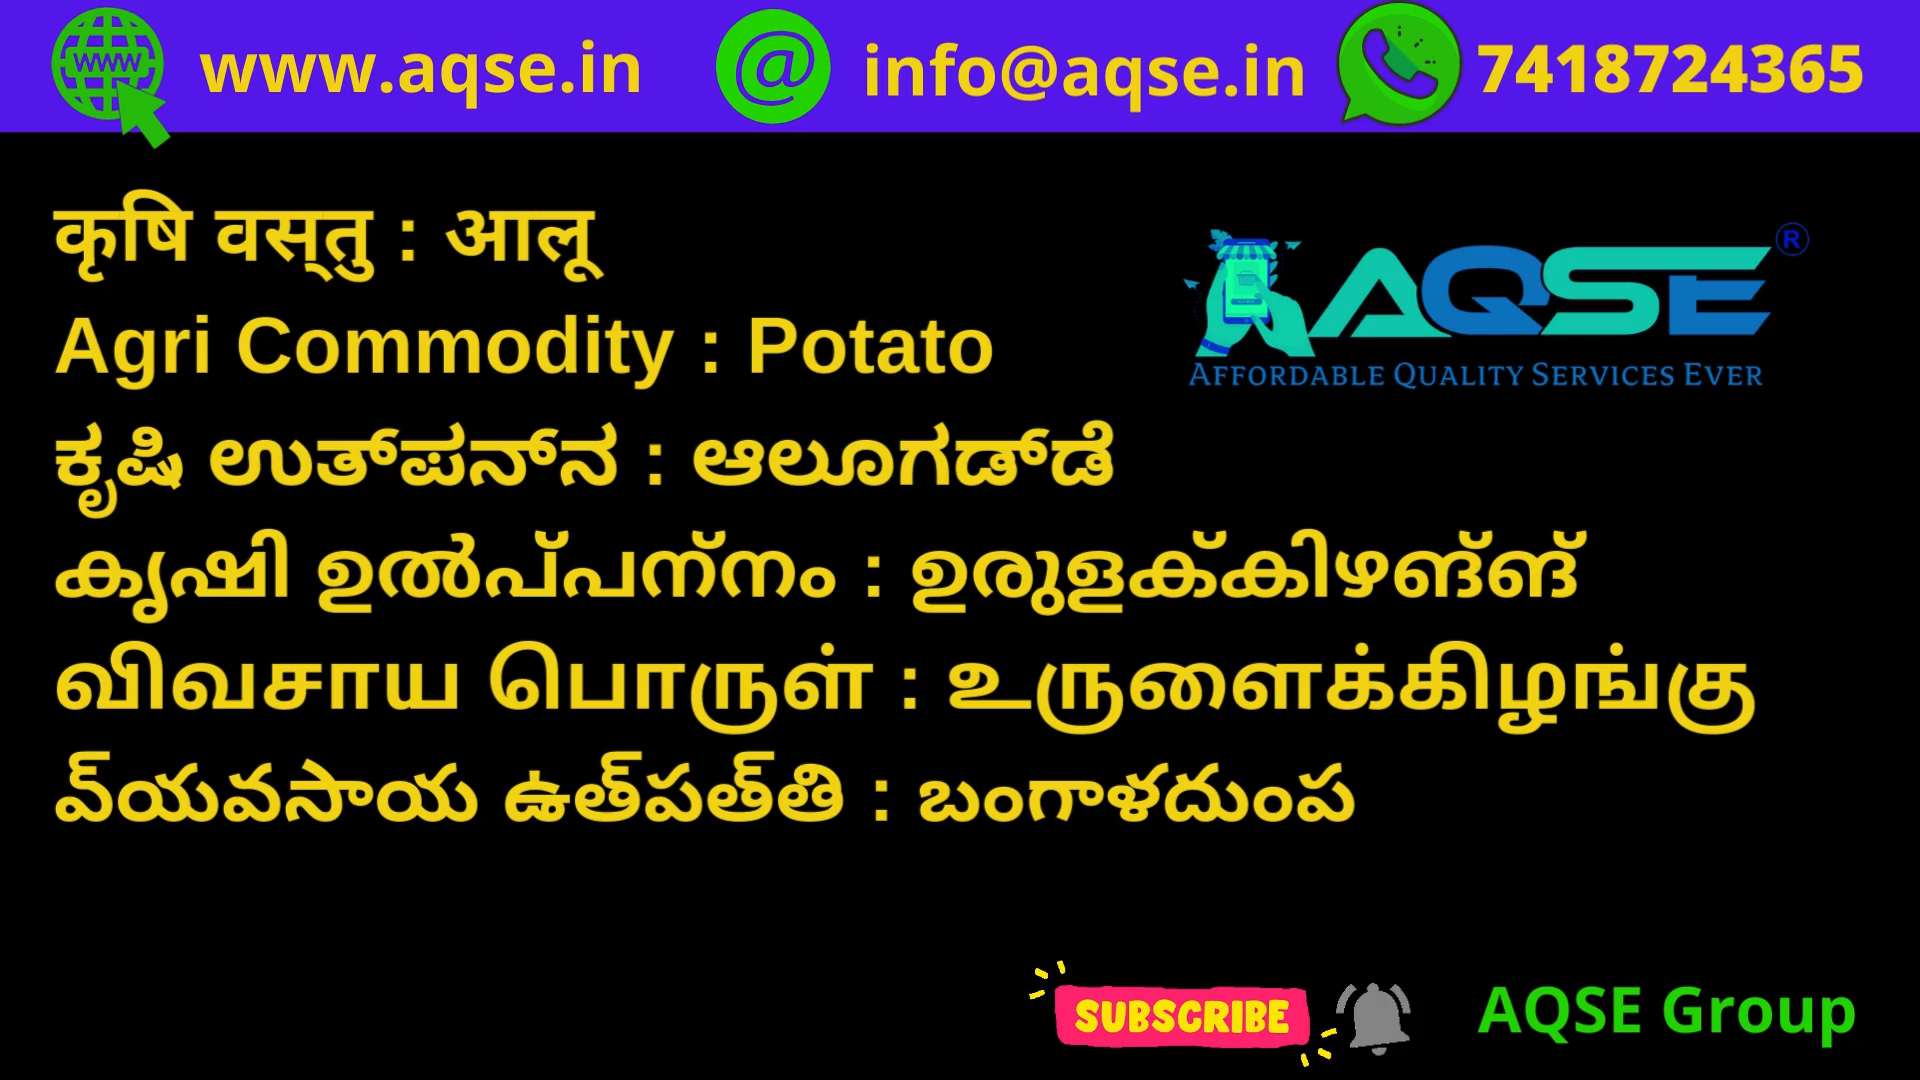 www
www.aqse.in
@
info@aqse.in
7418724365
कृषि वस्‌तु : आलू
AQSE ®
AFFORDABLE QUALITY SERVICES EVER
Agri Commodity : Potato
ಕೃಷಿ ಉತ್‌ಪನ್‌ನ : ಆಲೂಗಡ್‌ಡೆ
കൃഷി ഉൽപ്‌പന്‌നം : ഉരുളക്‌കിഴങ്‌ങ്
விவசாய பொருள் : உருளைக்கிழங்கு
వ్‌యవసాయ ఉత్‌పత్‌తి : బంగాళదుంప
SUBSCRIBE
AQSE Group